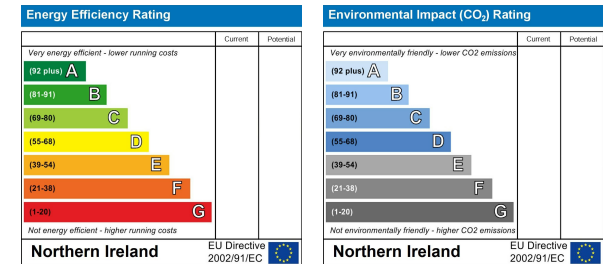 Energy Efficiency Rating
Current Potential
Very energy efficient - lower running costs
(92 plus) A
(81-91) B
(69-80) C
(55-68) D
(39-54) E
(21-38) F
(1-20) G
Not energy efficient - higher running costs
Northern Ireland
EU Directive
2002/91/EC
Environmental Impact (CO₂) Rating
Current Potential
Very environmentally friendly - lower CO2 emissions
(92 plus) A
(81-91) B
(69-80) C
(55-68) D
(39-54) E
(21-38) F
(1-20) G
Not environmentally friendly - higher CO2 emissions
Northern Ireland
EU Directive
2002/91/EC